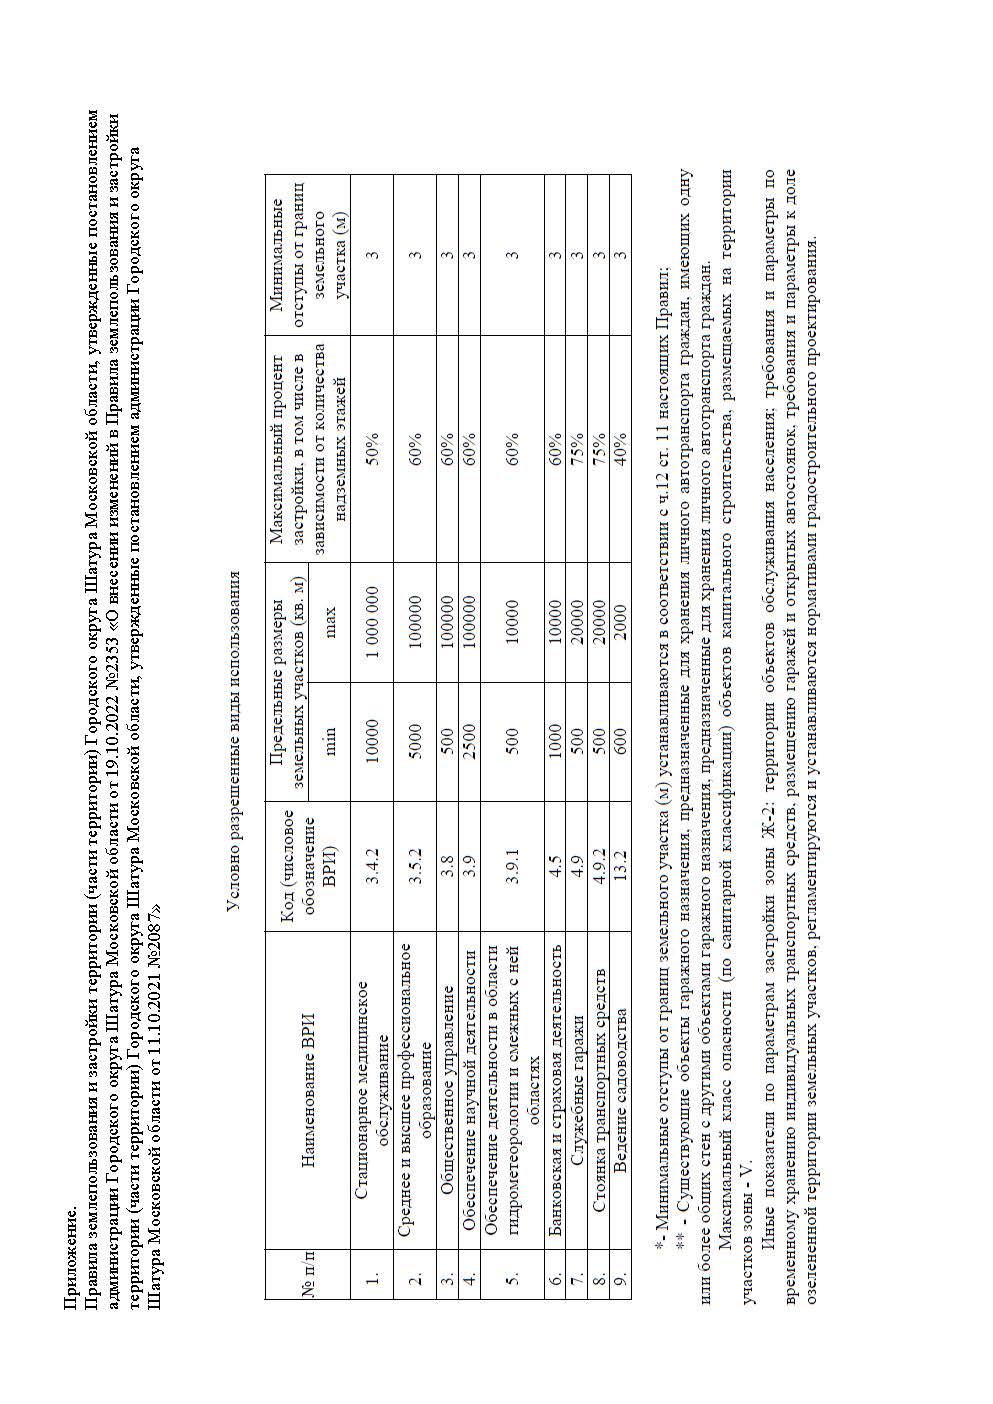 Приложение.
Правила землепользования и застройки территории (части территории) Городского округа Шатура Московской области, утвержденные постановлением
администрации Городского округа Шатура Московской области от 19.10.2022 №2353 «О внесении изменений в Правила землепользования и застройки
территории (части территории) Городского округа Шатура Московской области, утвержденные постановлением администрации Городского округа
Шатура Московской области от 11.10.2021 №2087»
Условно разрешенные виды использования
№ п/п
Наименование ВРИ
Код (числовое
обозначение
ВРИ)
Предельные размеры
земельных участков (кв. м)
min
max
Максимальный процент
застройки, в том числе в
зависимости от количества
надземных этажей
Минимальные
отступы от границ
земельного
участка (м)
1. Стационарное медицинское
обслуживание 3.4.2 10000 1 000 000 50% 3
2. Среднее и высшее профессиональное
образование 3.5.2 5000 100000 60% 3
3. Общественное управление 3.8 500 100000 60% 3
4. Обеспечение научной деятельности 3.9 2500 100000 60% 3
5. Обеспечение деятельности в области
гидрометеорологии и смежных с ней
областях 3.9.1 500 10000 60% 3
6. Банковская и страховая деятельность 4.5 1000 10000 60% 3
7. Служебные гаражи 4.9 500 20000 75% 3
8. Стоянка транспортных средств 4.9.2 500 20000 75% 3
9. Ведение садоводства 13.2 600 2000 40% 3
*- Минимальные отступы от границ земельного участка (м) устанавливаются в соответствии с ч.12 ст. 11 настоящих Правил;
** - Существующие объекты гаражного назначения, предназначенные для хранения личного автотранспорта граждан, имеющих одну
или более общих стен с другими объектами гаражного назначения, предназначенные для хранения личного автотранспорта граждан.
Максимальный класс опасности (по санитарной классификации) объектов капитального строительства, размещаемых на территории
участков зоны - V.
Иные показатели по параметрам застройки зоны Ж-2: территории объектов обслуживания населения; требования и параметры по
временному хранению индивидуальных транспортных средств, размещению гаражей и открытых автостоянок, требования и параметры к доле
озелененной территории земельных участков, регламентируются и устанавливаются нормативами градостроительного проектирования.